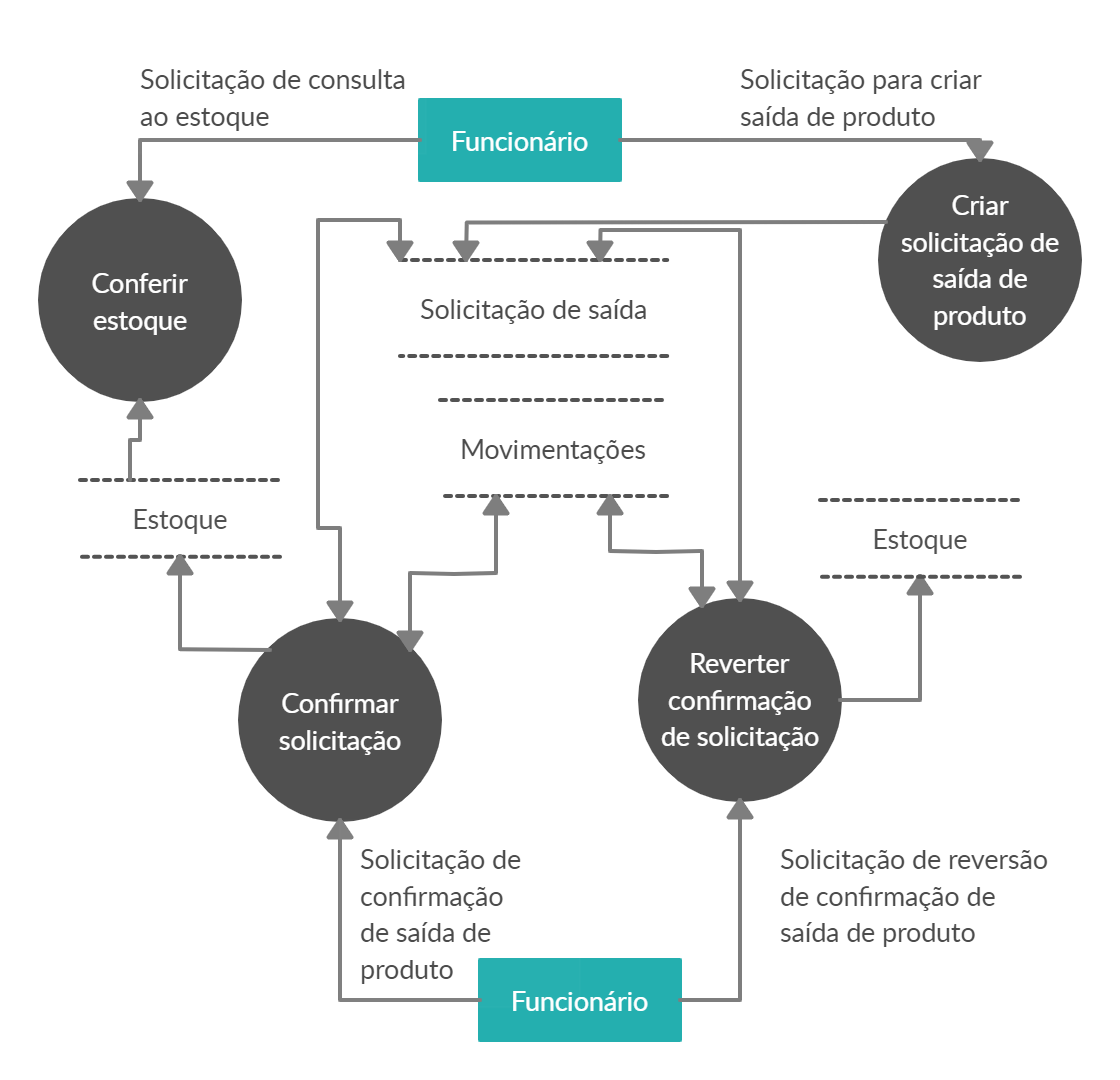 Solicitação de consulta
ao estoque
Funcionário
Solicitação para criar
saída de produto
Conferir
estoque
Criar
solicitação de
saída de
produto
Solicitação de saída
Movimentações
Estoque
Estoque
Confirmar
solicitação
Reverter
confirmação
de solicitação
Solicitação de
confirmação
de saída de
produto
Solicitação de reversão
de confirmação de
saída de produto
Funcionário